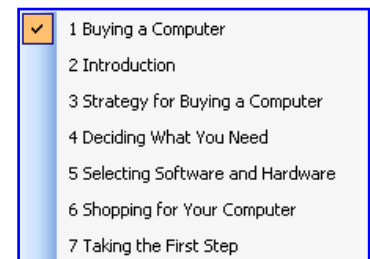 1 Buying a Computer
2 Introduction
3 Strategy for Buying a Computer
4 Deciding What You Need
5 Selecting Software and Hardware
6 Shopping for Your Computer
7 Taking the First Step